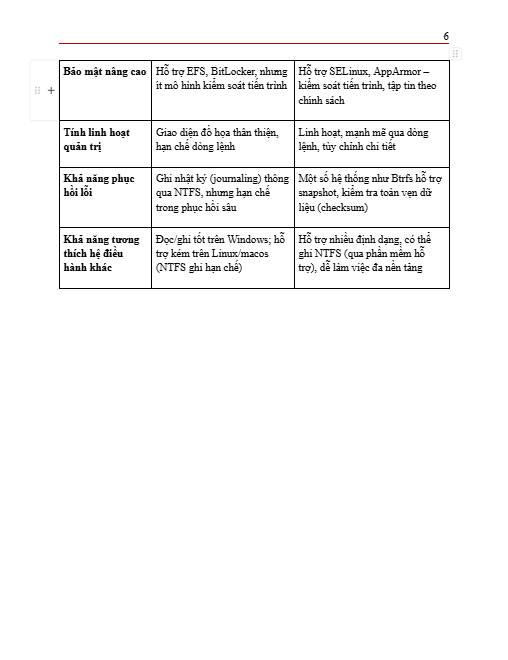 6
Bảo mật nâng cao
Hỗ trợ EFS, BitLocker, nhưng
ít mô hình kiểm soát tiến trình
Hỗ trợ SELinux, AppArmor –
kiểm soát tiến trình, tập tin theo
chính sách
Tính linh hoạt
quản trị
Giao diện đồ họa thân thiện,
hạn chế dòng lệnh
Linh hoạt, mạnh mẽ qua dòng
lệnh, tùy chỉnh chi tiết
Khả năng phục
hồi lỗi
Ghi nhật ký (journaling) thông
qua NTFS, nhưng hạn chế
trong phục hồi sâu
Một số hệ thống như Btrfs hỗ trợ
snapshot, kiểm tra toàn vẹn dữ
liệu (checksum)
Khả năng tương
thích hệ điều
hành khác
Đọc/ghi tốt trên Windows; hỗ
trợ kém trên Linux/macos
(NTFS ghi hạn chế)
Hỗ trợ nhiều định dạng, có thể
ghi NTFS (qua phần mềm hỗ
trợ), dễ làm việc đa nền tảng